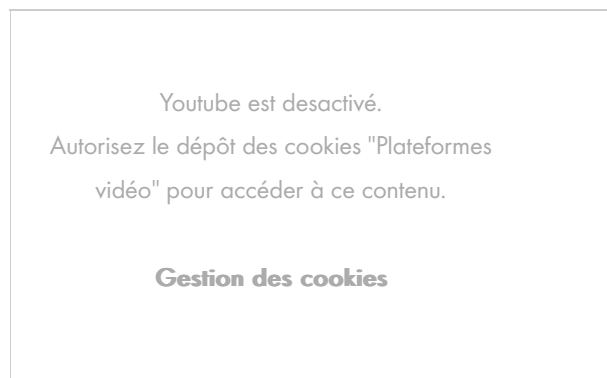 Youtube est desactivé.
Autorisez le dépôt des cookies "Plateformes
vidéo" pour accéder à ce contenu.
Gestion des cookies